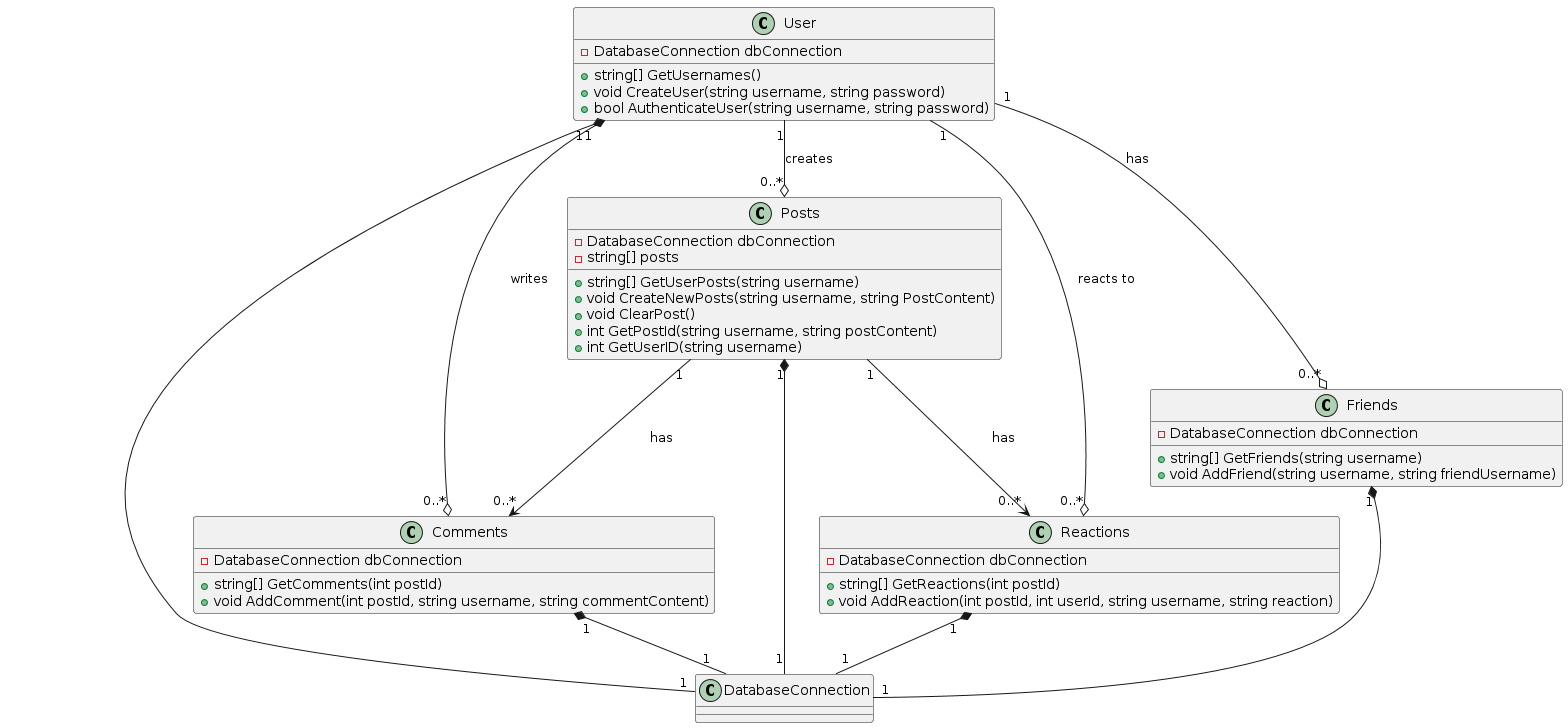 C User
DatabaseConnection dbConnection
string[] GetUsernames()
void CreateUser(string username, string password)
bool AuthenticateUser(string username, string password)
1
has
1
1
1
1
creates
0..*
writes
reacts to
C Posts
DatabaseConnection dbConnection
string[] posts
string[] GetUserPosts(string username)
void CreateNewPosts(string username, string PostContent)
void ClearPost()
int GetPostId(string username, string postContent)
int GetUserID(string username)
1
1
1
has
has
0..*
C Friends
DatabaseConnection dbConnection
string[] GetFriends(string username)
void AddFriend(string username, string friendUsername)
1
0..*
0..*
0..*
0..*
C Comments
DatabaseConnection dbConnection
string[] GetComments(int postId)
void AddComment(int postId, string username, string commentContent)
1
C Reactions
DatabaseConnection dbConnection
string[] GetReactions(int postId)
void AddReaction(int postId, int userId, string username, string reaction)
1
1
1
1
1
1
C DatabaseConnection